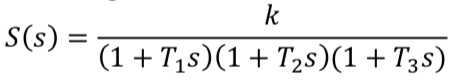 S(s) = k / ((1 + T₁s)(1 + T₂s)(1 + T₃s))